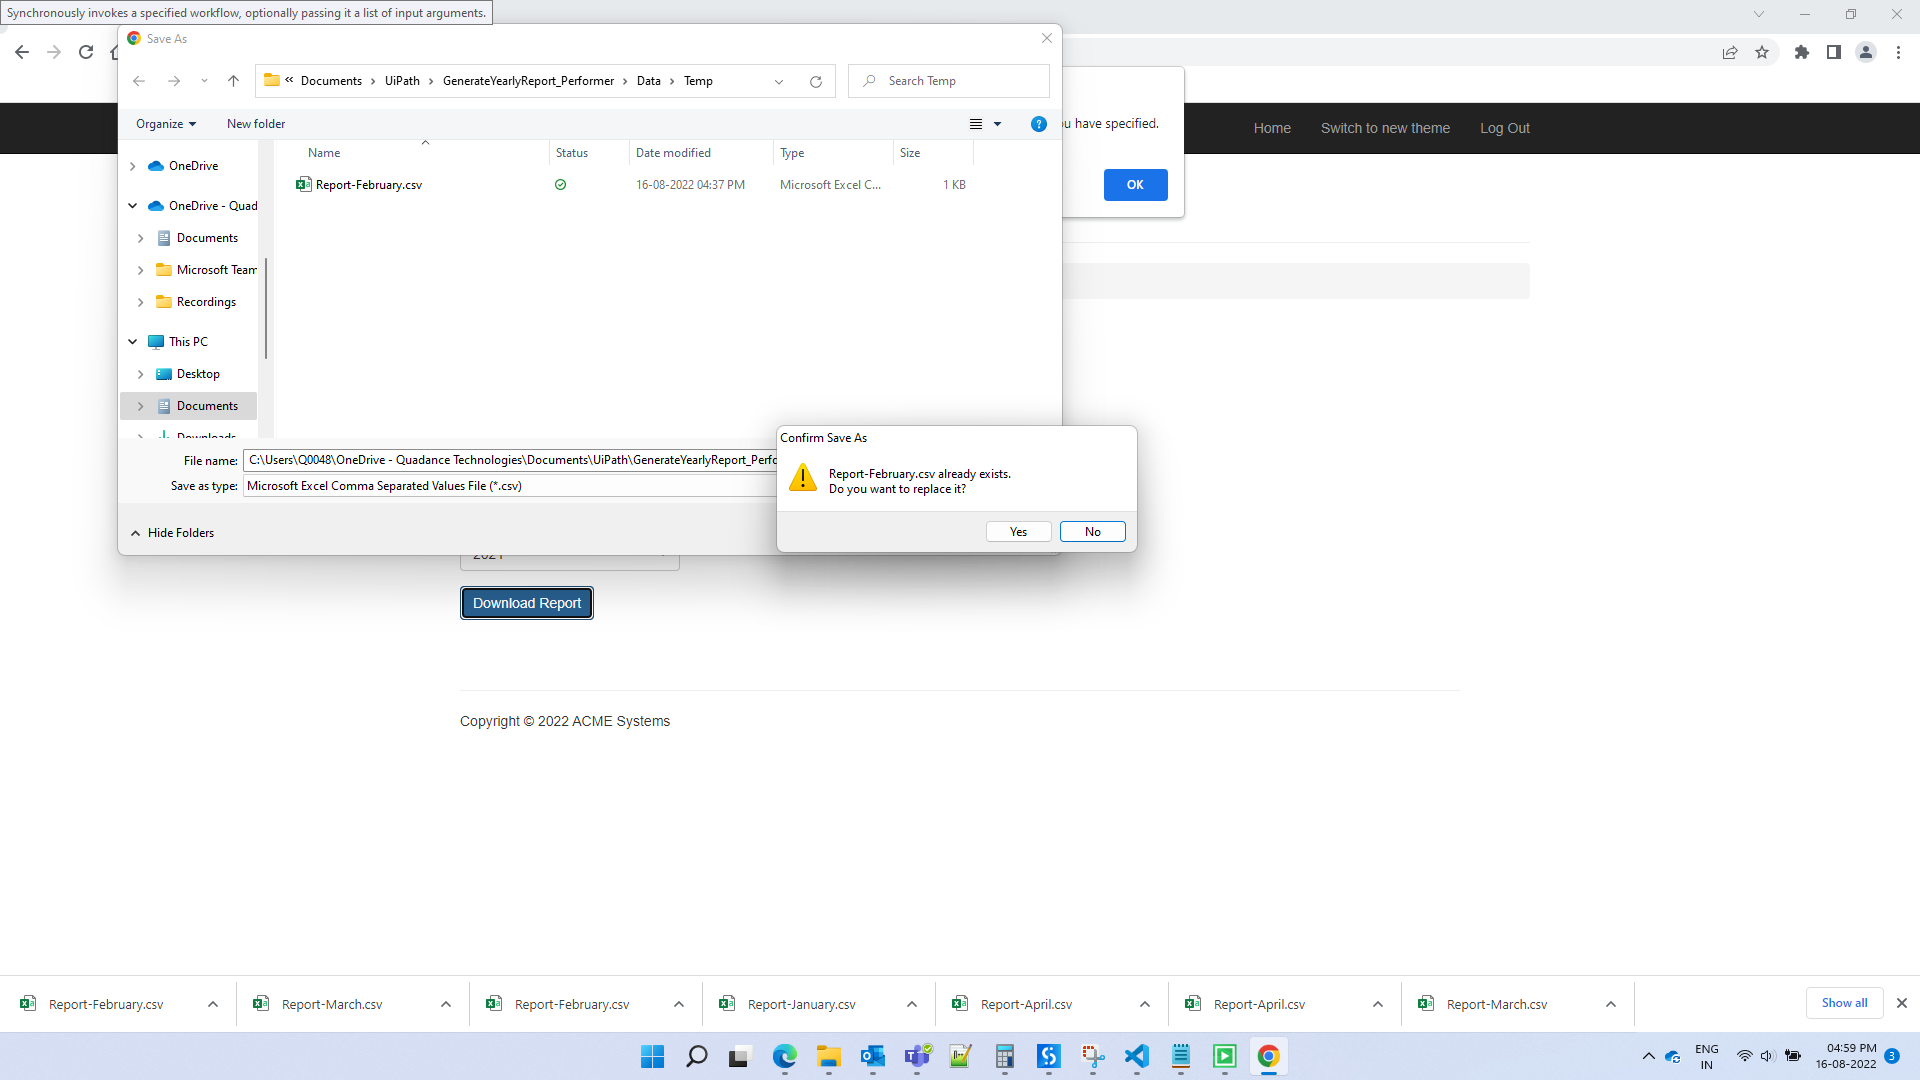 Synchronously invokes a specified workflow, optionally passing it a list of input arguments.
Save As
« Documents > UiPath > GenerateYearlyReport_Performer > Data > Temp
Search Temp
Organize
New folder
ou have specified.
Home
Switch to new theme
Log Out
OK
Name
Status
Date modified
Type
Size
Report-February.csv
16-08-2022 04:37 PM
Microsoft Excel C...
1 KB
OneDrive
OneDrive - Quad
Documents
Microsoft Team
Recordings
This PC
Desktop
Documents
Downloads
File name:
C:\Users\Q0048\OneDrive - Quadance Technologies\Documents\UiPath\GenerateYearlyReport_Perfo
Save as type:
Microsoft Excel Comma Separated Values File (*.csv)
Hide Folders
Confirm Save As
Report-February.csv already exists.
Do you want to replace it?
Yes
No
2021
Download Report
Copyright © 2022 ACME Systems
Report-February.csv
Report-March.csv
Report-February.csv
Report-January.csv
Report-April.csv
Report-April.csv
Report-March.csv
Show all
ENG
IN
04:59 PM
16-08-2022
3